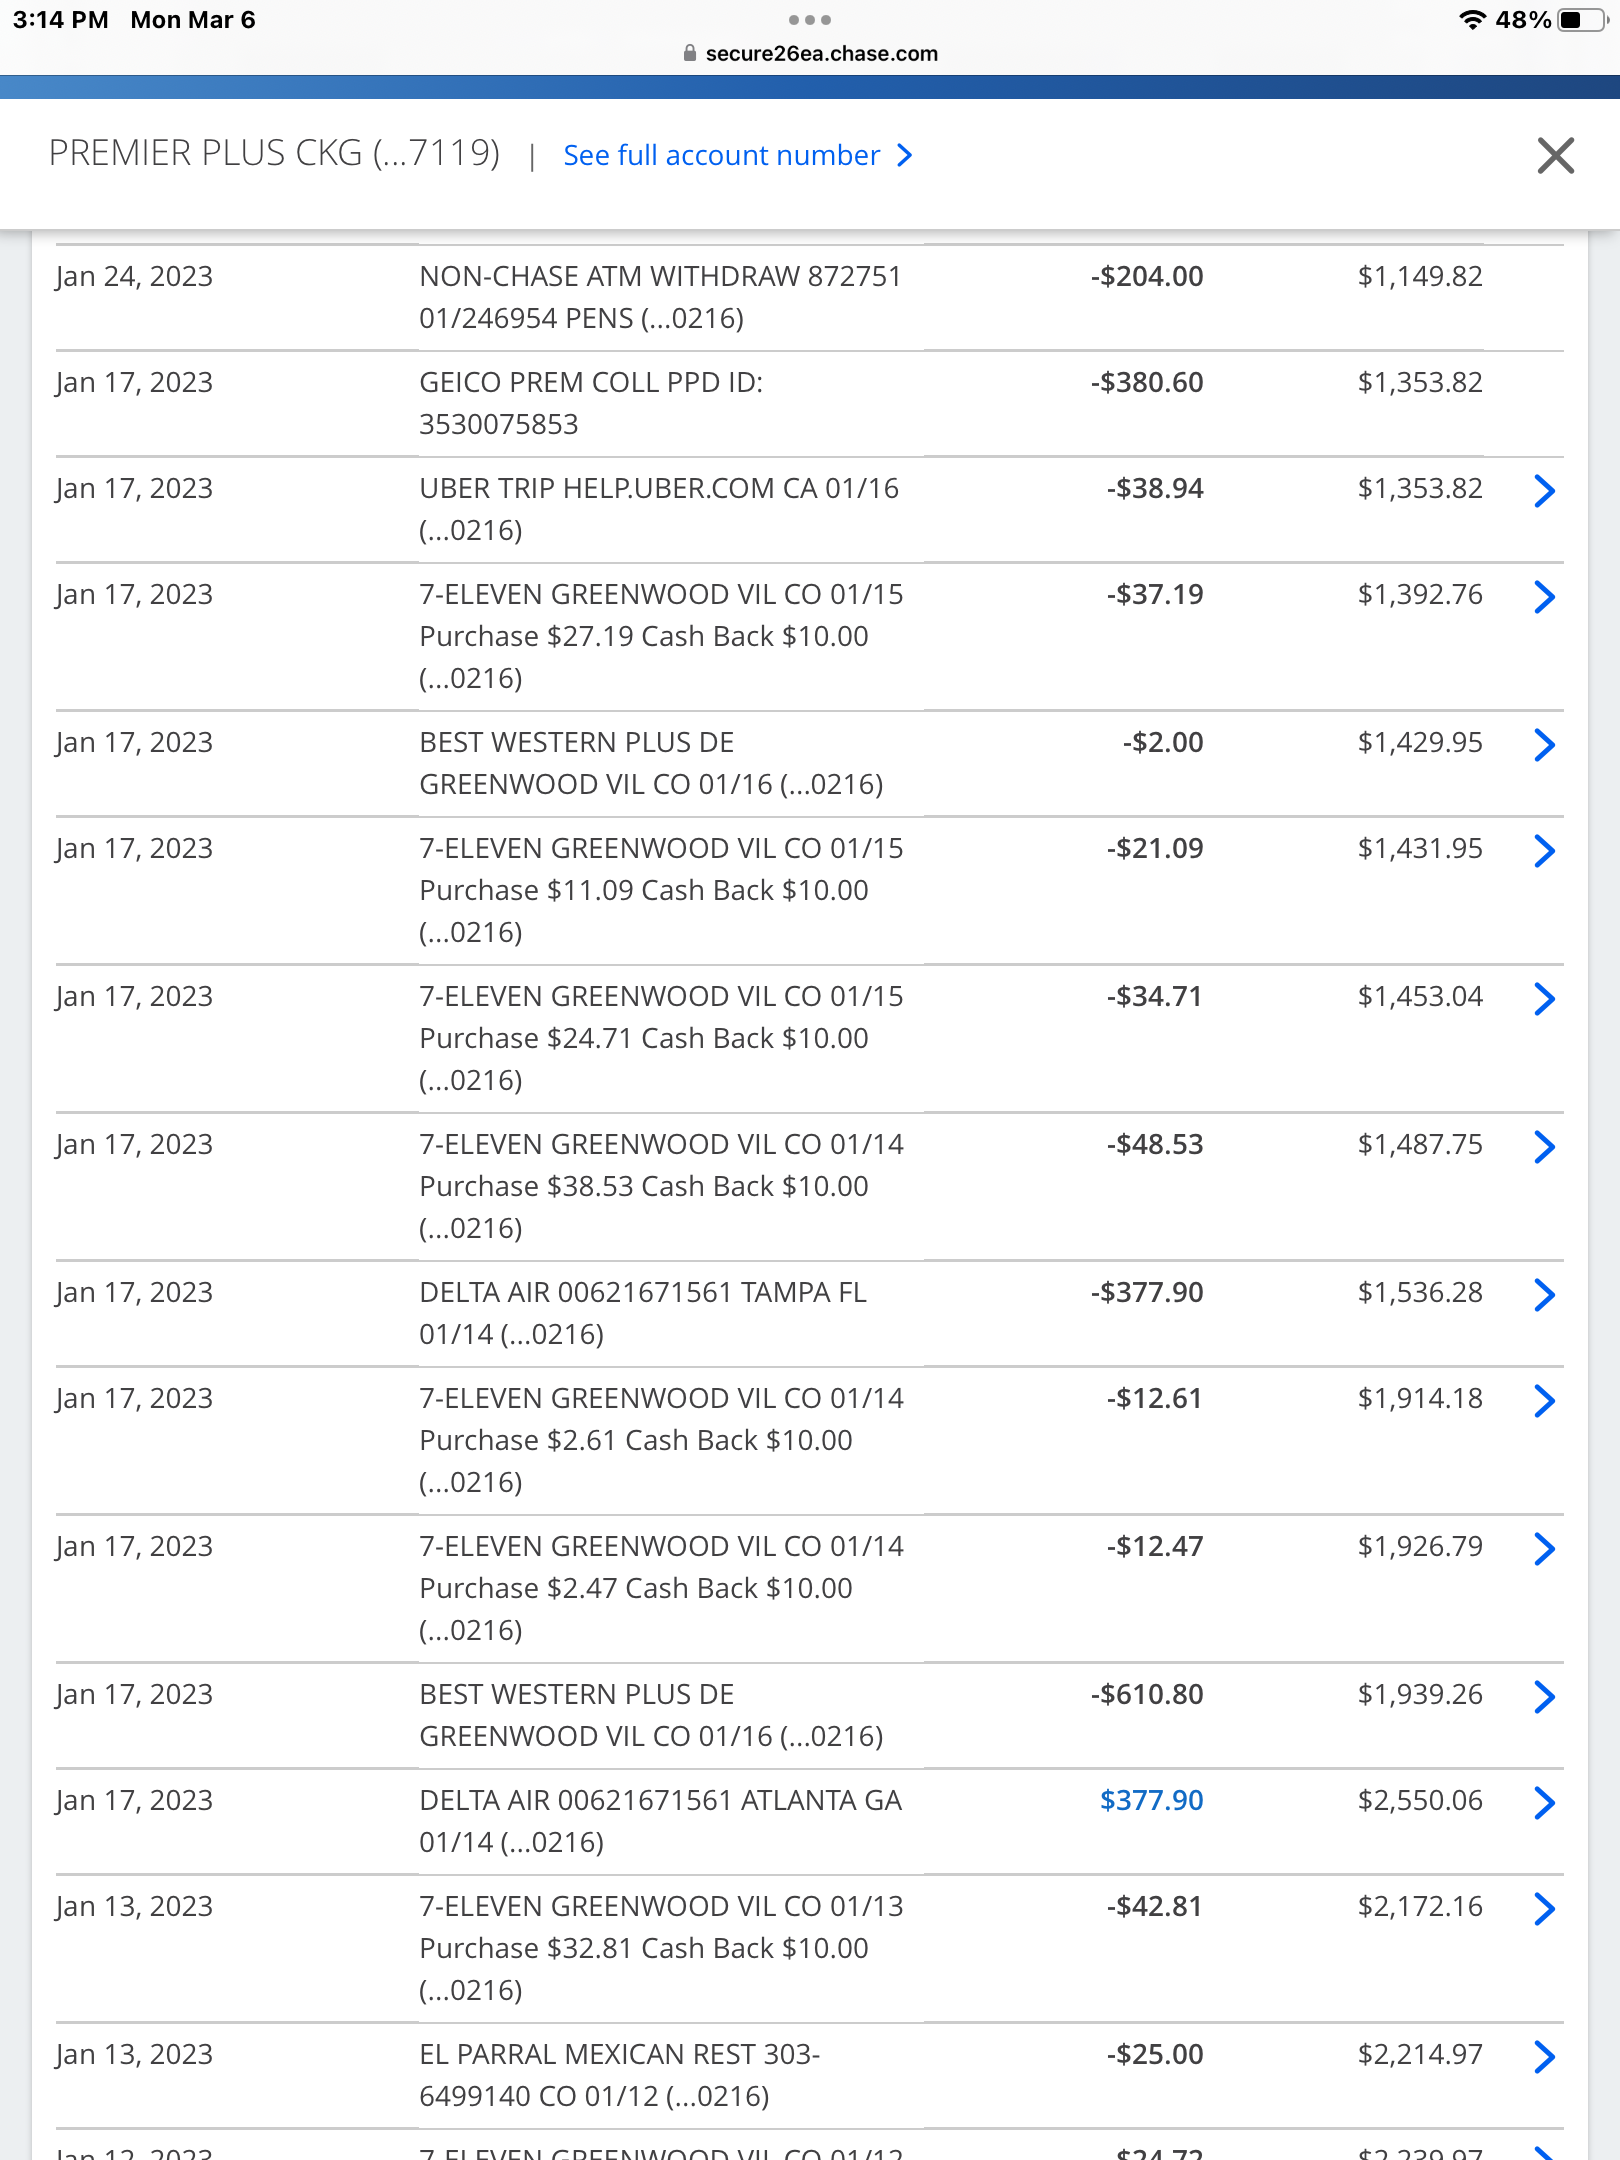 3:14 PM Mon Mar 6 48%
secure26ea.chase.com
PREMIER PLUS CKG (...7119) | See full account number
Jan 24, 2023 NON-CHASE ATM WITHDRAW 872751 -$204.00 $1,149.82
01/246954 PENS (...0216)
Jan 17, 2023 GEICO PREM COLL PPD ID: -$380.60 $1,353.82
3530075853
Jan 17, 2023 UBER TRIP HELP.UBER.COM CA 01/16 -$38.94 $1,353.82
(...0216)
Jan 17, 2023 7-ELEVEN GREENWOOD VIL CO 01/15 -$37.19 $1,392.76
Purchase $27.19 Cash Back $10.00
(...0216)
Jan 17, 2023 BEST WESTERN PLUS DE -$2.00 $1,429.95
GREENWOOD VIL CO 01/16 (...0216)
Jan 17, 2023 7-ELEVEN GREENWOOD VIL CO 01/15 -$21.09 $1,431.95
Purchase $11.09 Cash Back $10.00
(...0216)
Jan 17, 2023 7-ELEVEN GREENWOOD VIL CO 01/15 -$34.71 $1,453.04
Purchase $24.71 Cash Back $10.00
(...0216)
Jan 17, 2023 7-ELEVEN GREENWOOD VIL CO 01/14 -$48.53 $1,487.75
Purchase $38.53 Cash Back $10.00
(...0216)
Jan 17, 2023 DELTA AIR 00621671561 TAMPA FL -$377.90 $1,536.28
01/14 (...0216)
Jan 17, 2023 7-ELEVEN GREENWOOD VIL CO 01/14 -$12.61 $1,914.18
Purchase $2.61 Cash Back $10.00
(...0216)
Jan 17, 2023 7-ELEVEN GREENWOOD VIL CO 01/14 -$12.47 $1,926.79
Purchase $2.47 Cash Back $10.00
(...0216)
Jan 17, 2023 BEST WESTERN PLUS DE -$610.80 $1,939.26
GREENWOOD VIL CO 01/16 (...0216)
Jan 17, 2023 DELTA AIR 00621671561 ATLANTA GA $377.90 $2,550.06
01/14 (...0216)
Jan 13, 2023 7-ELEVEN GREENWOOD VIL CO 01/13 -$42.81 $2,172.16
Purchase $32.81 Cash Back $10.00
(...0216)
Jan 13, 2023 EL PARRAL MEXICAN REST 303- -$25.00 $2,214.97
6499140 CO 01/12 (...0216)
Jan 12, 2023 7-ELEVEN GREENWOOD VIL CO 01/12 -$24.72 $2,239.97